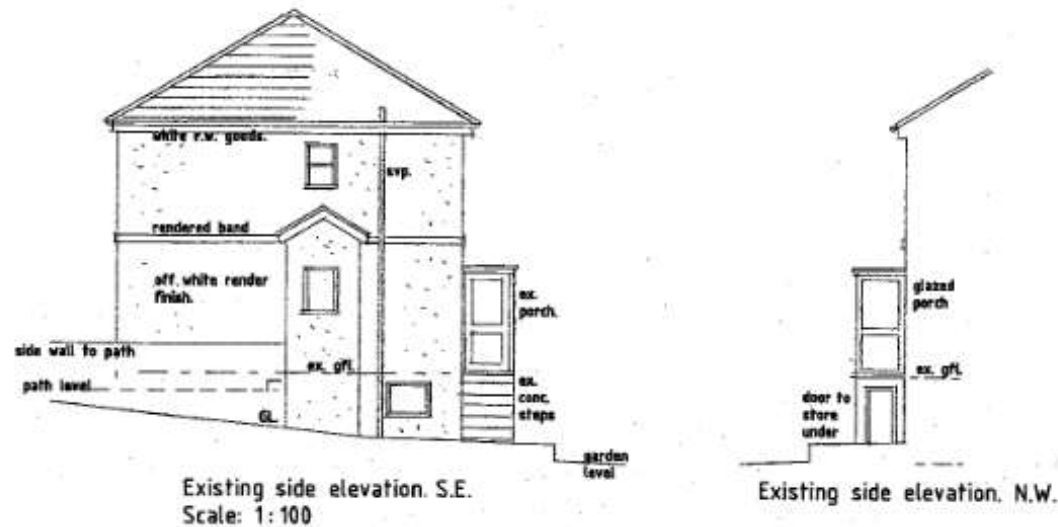 white r.w. goods.
svp.
rendered band
off. white render
finish.
ex.
porch.
glazed
porch
side wall to path
ex. gfl.
ex. gfl.
path level
ex.
conc.
steps
door to
store
under
GL.
garden
level
Existing side elevation. S.E.
Scale: 1:100
Existing side elevation. N.W.